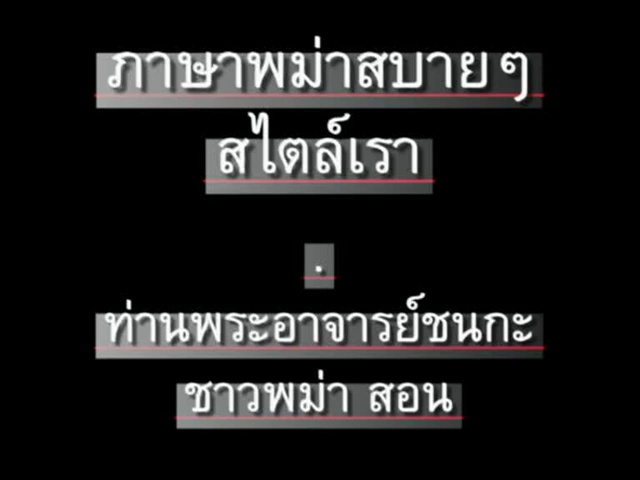 ภาษาพม่าสบายๆ
สไตล์เรา
.
ท่านพระอาจารย์ชนกะ
ชาวพม่า สอน